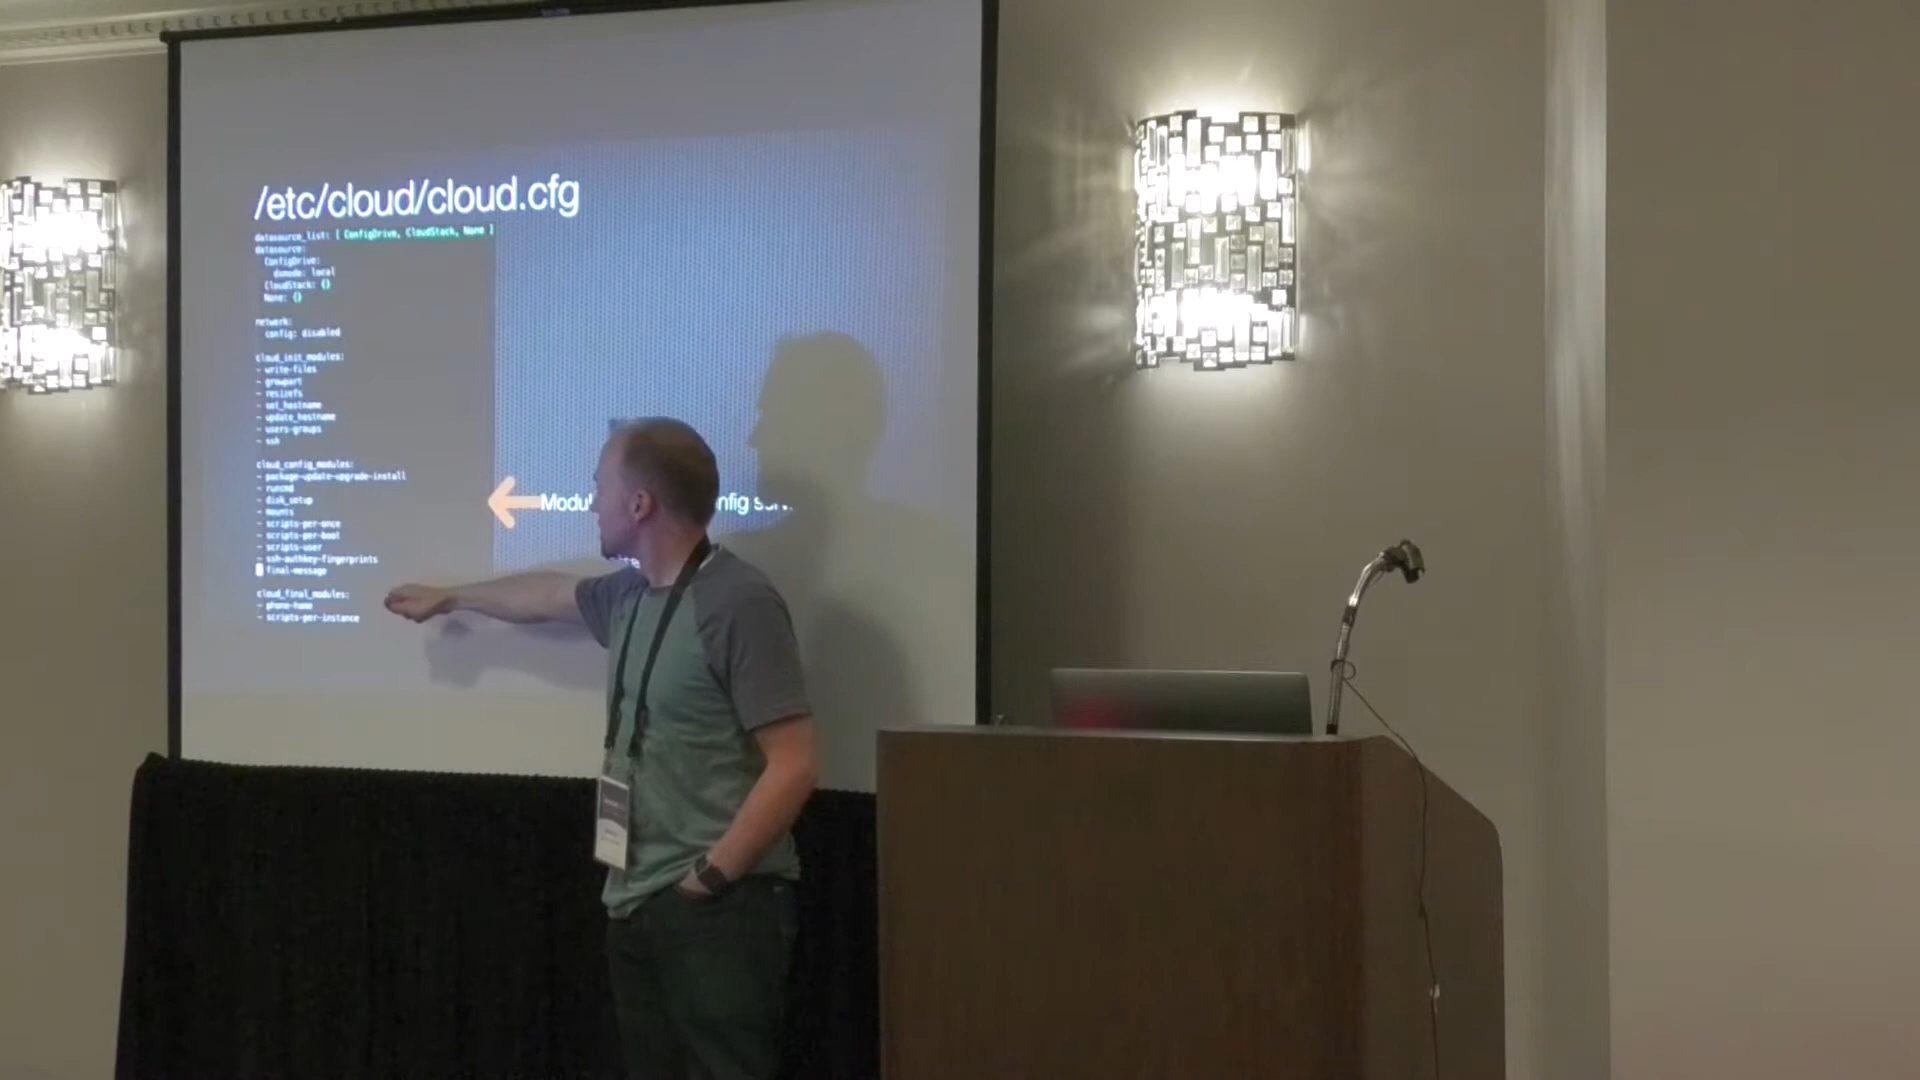 /etc/cloud/cloud.cfg
datasource_list: [ ConfigDrive, CloudStack, None ]
datasource:
ConfigDrive:
dsmode: local
CloudStack: {}
None: {}
network:
config: disabled
cloud_init_modules:
- write-files
- growpart
- resizefs
- set_hostname
- update_hostname
- users-groups
- ssh
cloud_config_modules:
- package-update-upgrade-install
- runcmd
- disk_setup
- mounts
- scripts-per-once
- scripts-per-boot
- scripts-user
- ssh-authkey-fingerprints
final-message
cloud_final_modules:
- phone-home
- scripts-per-instance